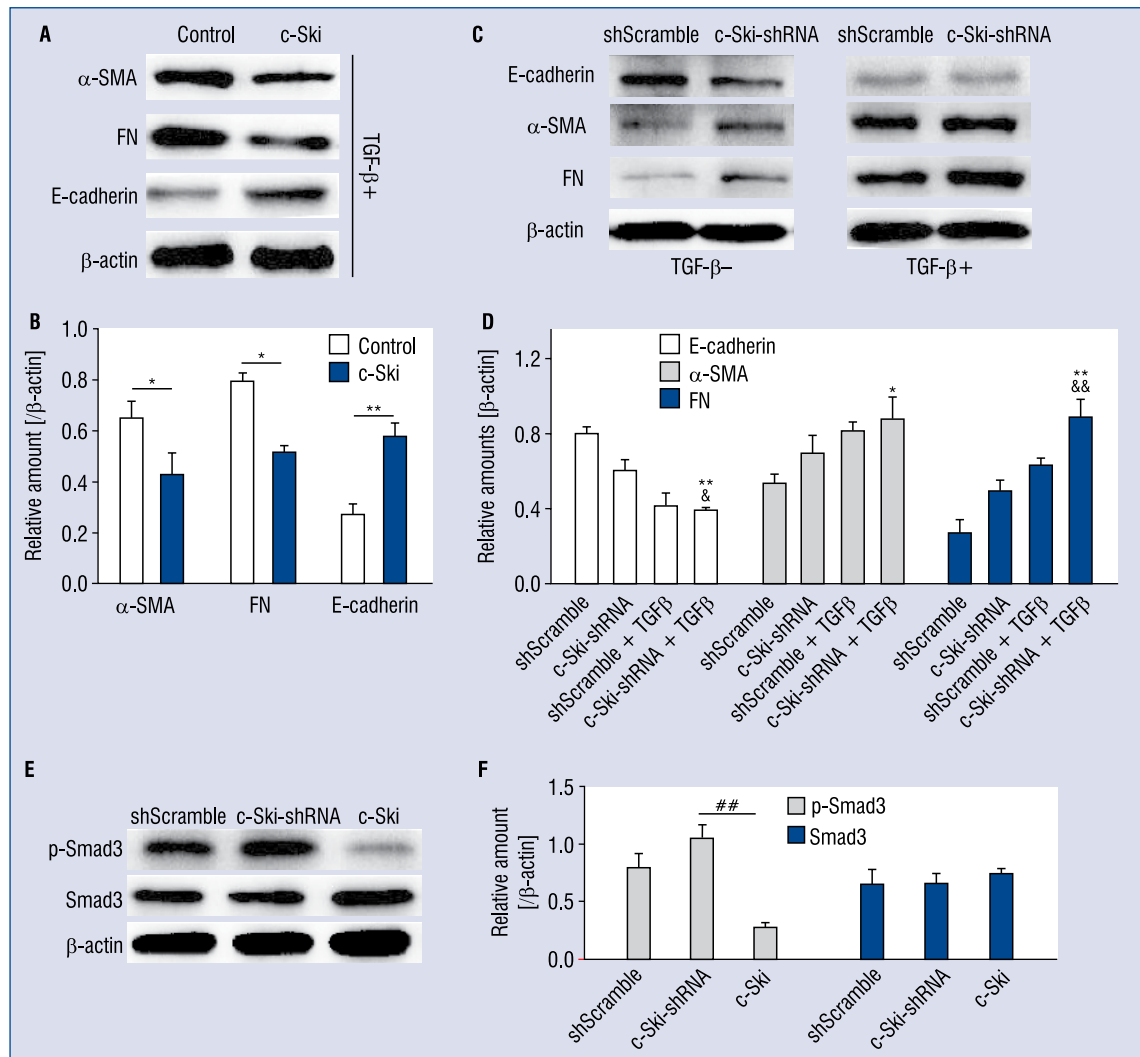 A
Control c-Ski
α-SMA
FN
E-cadherin
β-actin
TGF-β+
B
Relative amount [/β-actin]
1.0
0.8
0.6
0.4
0.2
0.0
Control
c-Ski
*
*
**
α-SMA FN E-cadherin
C
shScramble c-Ski-shRNA shScramble c-Ski-shRNA
E-cadherin
α-SMA
FN
β-actin
TGF-β– TGF-β+
D
Relative amounts [β-actin]
1.2
0.8
0.4
0.0
E-cadherin
α-SMA
FN
**
&
*
**
&&
shScramble
c-Ski-shRNA
shScramble + TGFβ
c-Ski-shRNA + TGFβ
shScramble
c-Ski-shRNA
shScramble + TGFβ
c-Ski-shRNA + TGFβ
shScramble
c-Ski-shRNA
shScramble + TGFβ
c-Ski-shRNA + TGFβ
E
shScramble c-Ski-shRNA c-Ski
p-Smad3
Smad3
β-actin
F
Relative amount
[/β-actin]
1.5
1.0
0.5
0.0
##
p-Smad3
Smad3
shScramble
c-Ski-shRNA
c-Ski
shScramble
c-Ski-shRNA
c-Ski